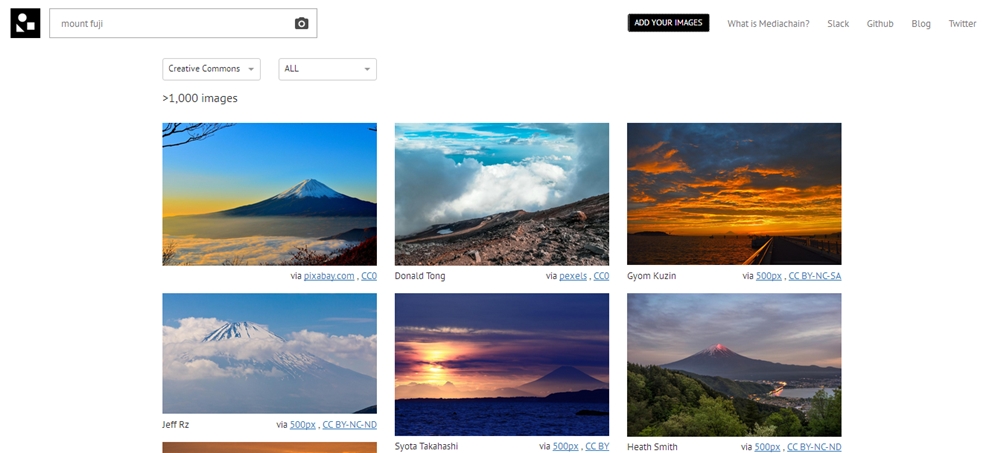 mount fuji
ADD YOUR IMAGES What is Mediachain? Slack Github Blog Twitter
Creative Commons ALL
>1,000 images
via pixabay.com , CC0
Donald Tong via pexels , CC0
Gyom Kuzin via 500px , CC BY-NC-SA
Jeff Rz via 500px , CC BY-NC-ND
Syota Takahashi via 500px , CC BY
Heath Smith via 500px , CC BY-NC-ND